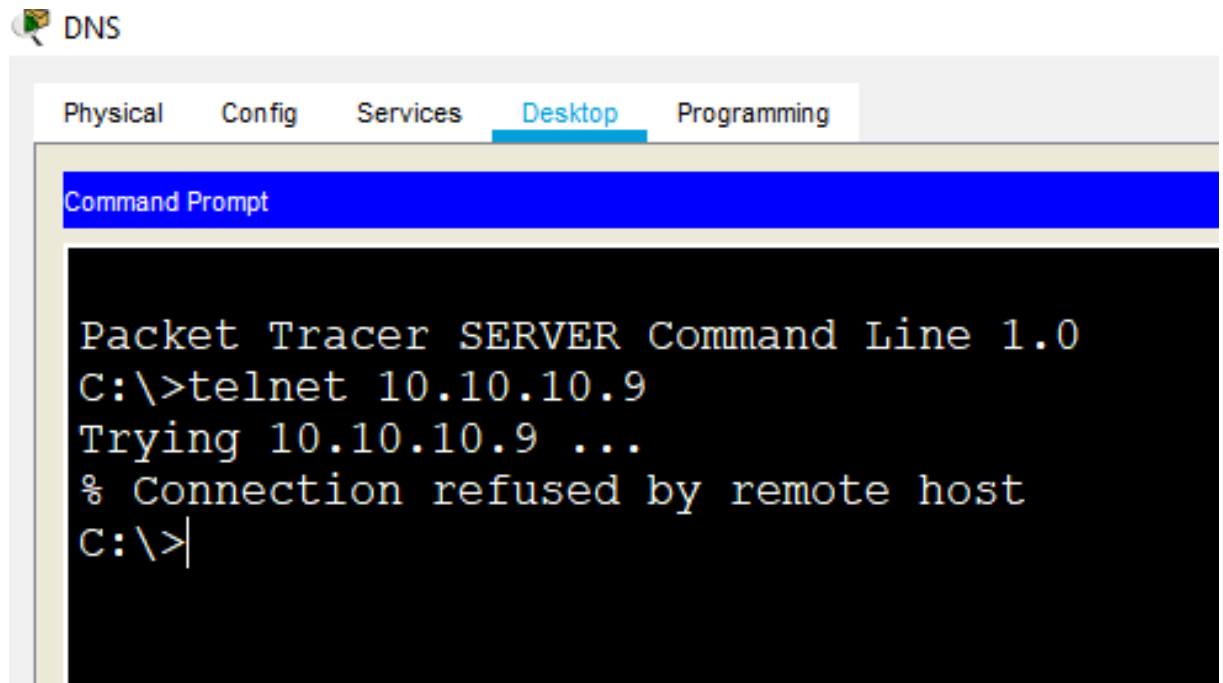 DNS
Physical Config Services Desktop Programming
Command Prompt
Packet Tracer SERVER Command Line 1.0
C:\>telnet 10.10.10.9
Trying 10.10.10.9 ...
% Connection refused by remote host
C:\>